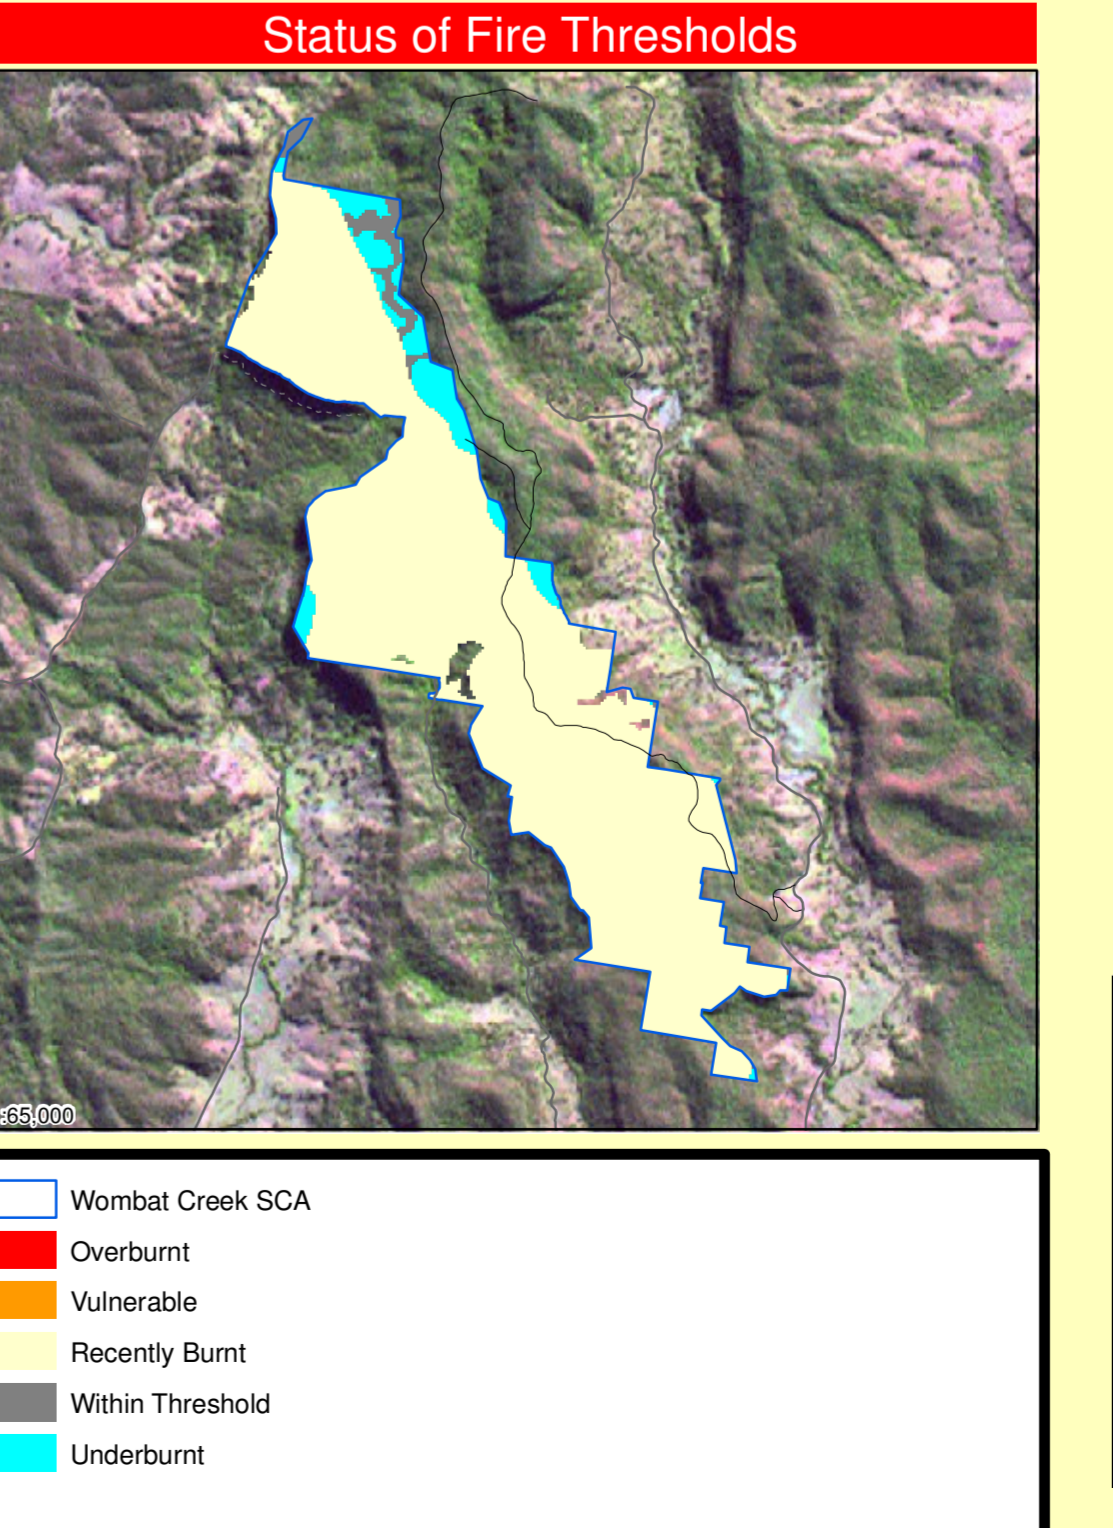 Status of Fire Thresholds
:65,000
Wombat Creek SCA
Overburnt
Vulnerable
Recently Burnt
Within Threshold
Underburnt